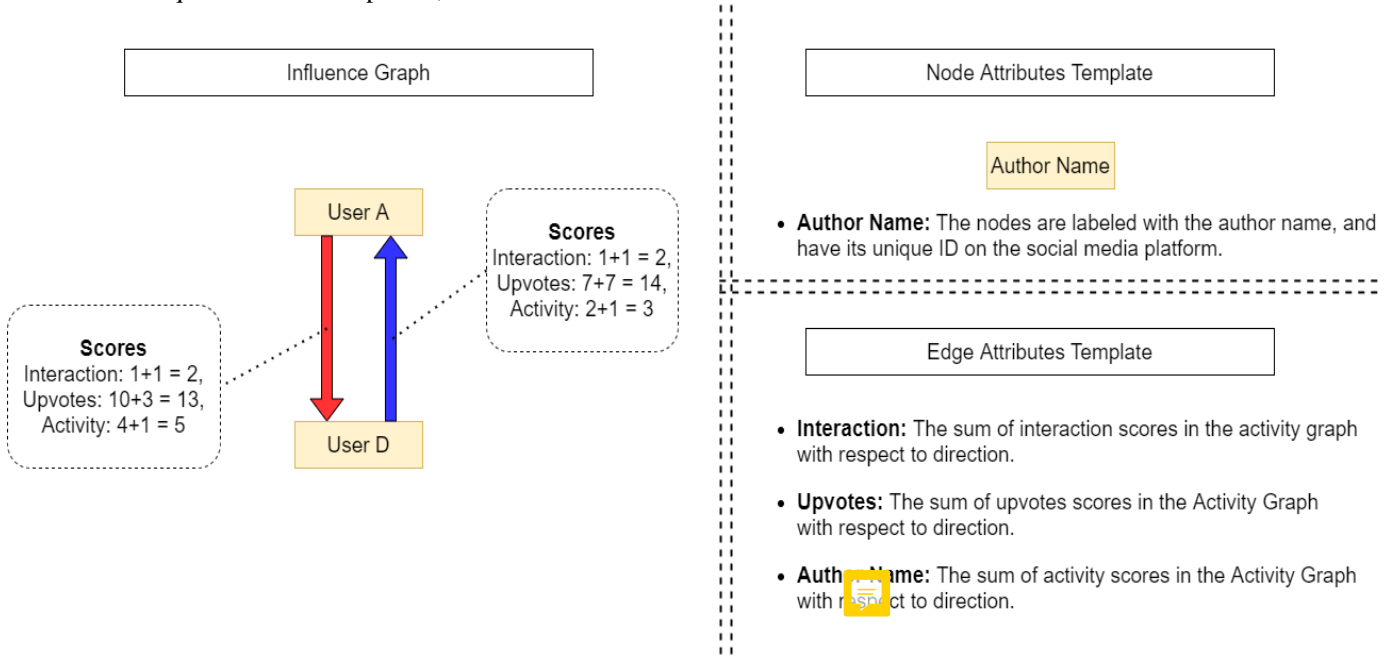 Influence Graph
User A
Scores
Interaction: 1+1 = 2,
Upvotes: 7+7 = 14,
Activity: 2+1 = 3
Scores
Interaction: 1+1 = 2,
Upvotes: 10+3 = 13,
Activity: 4+1 = 5
User D
Node Attributes Template
Author Name
• Author Name: The nodes are labeled with the author name, and
have its unique ID on the social media platform.
Edge Attributes Template
• Interaction: The sum of interaction scores in the activity graph
with respect to direction.
• Upvotes: The sum of upvotes scores in the Activity Graph
with respect to direction.
• Author Name: The sum of activity scores in the Activity Graph
with respect to direction.